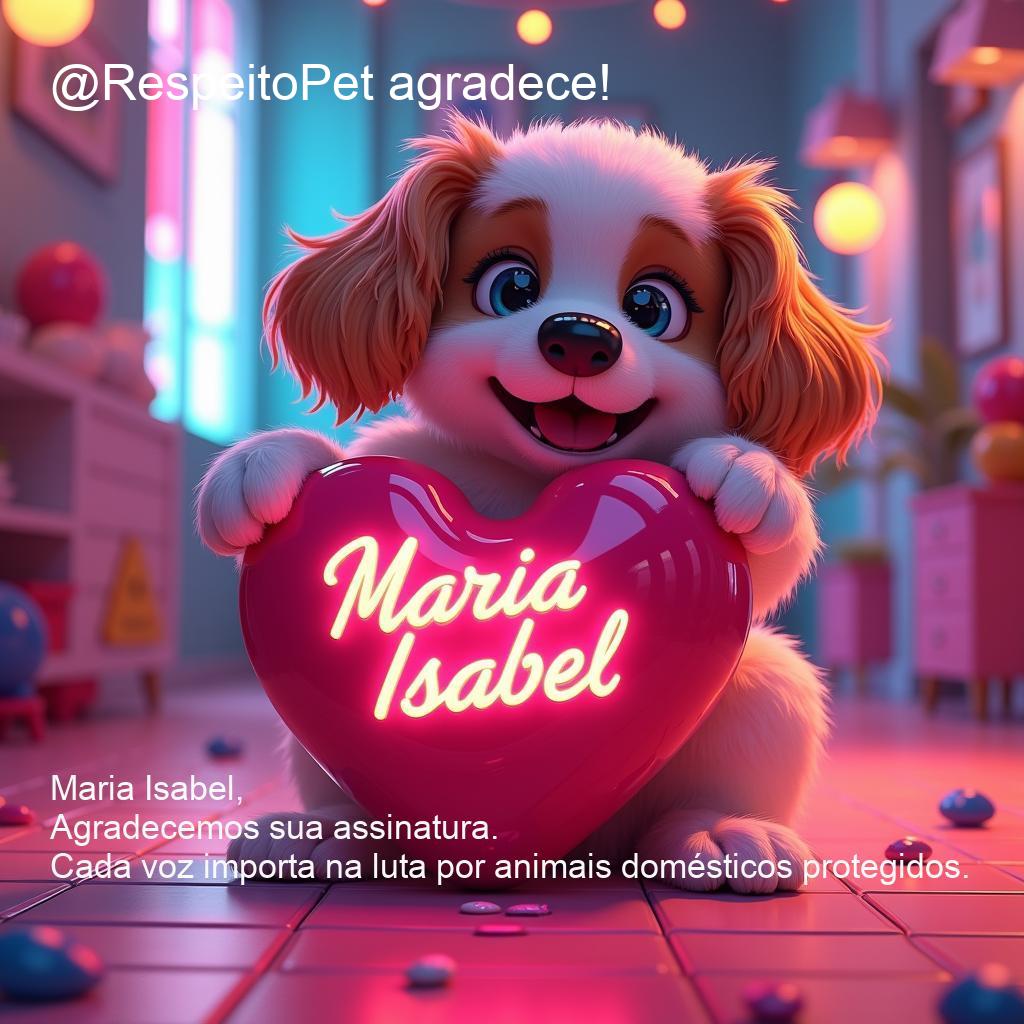 @RespeitoPet agradece!
Maria
Isabel
Maria Isabel,
Agradecemos sua assinatura.
Cada voz importa na luta por animais domésticos protegidos.